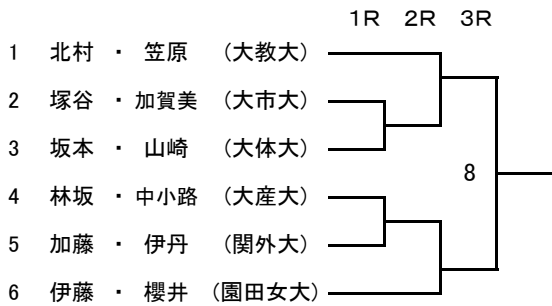 1R 2R 3R
1 北村 ・ 笠原 (大教大)
2 塚谷 ・ 加賀美 (大市大)
3 坂本 ・ 山崎 (大体大)
8
4 林坂 ・ 中小路 (大産大)
5 加藤 ・ 伊丹 (関外大)
6 伊藤 ・ 櫻井 (園田女大)